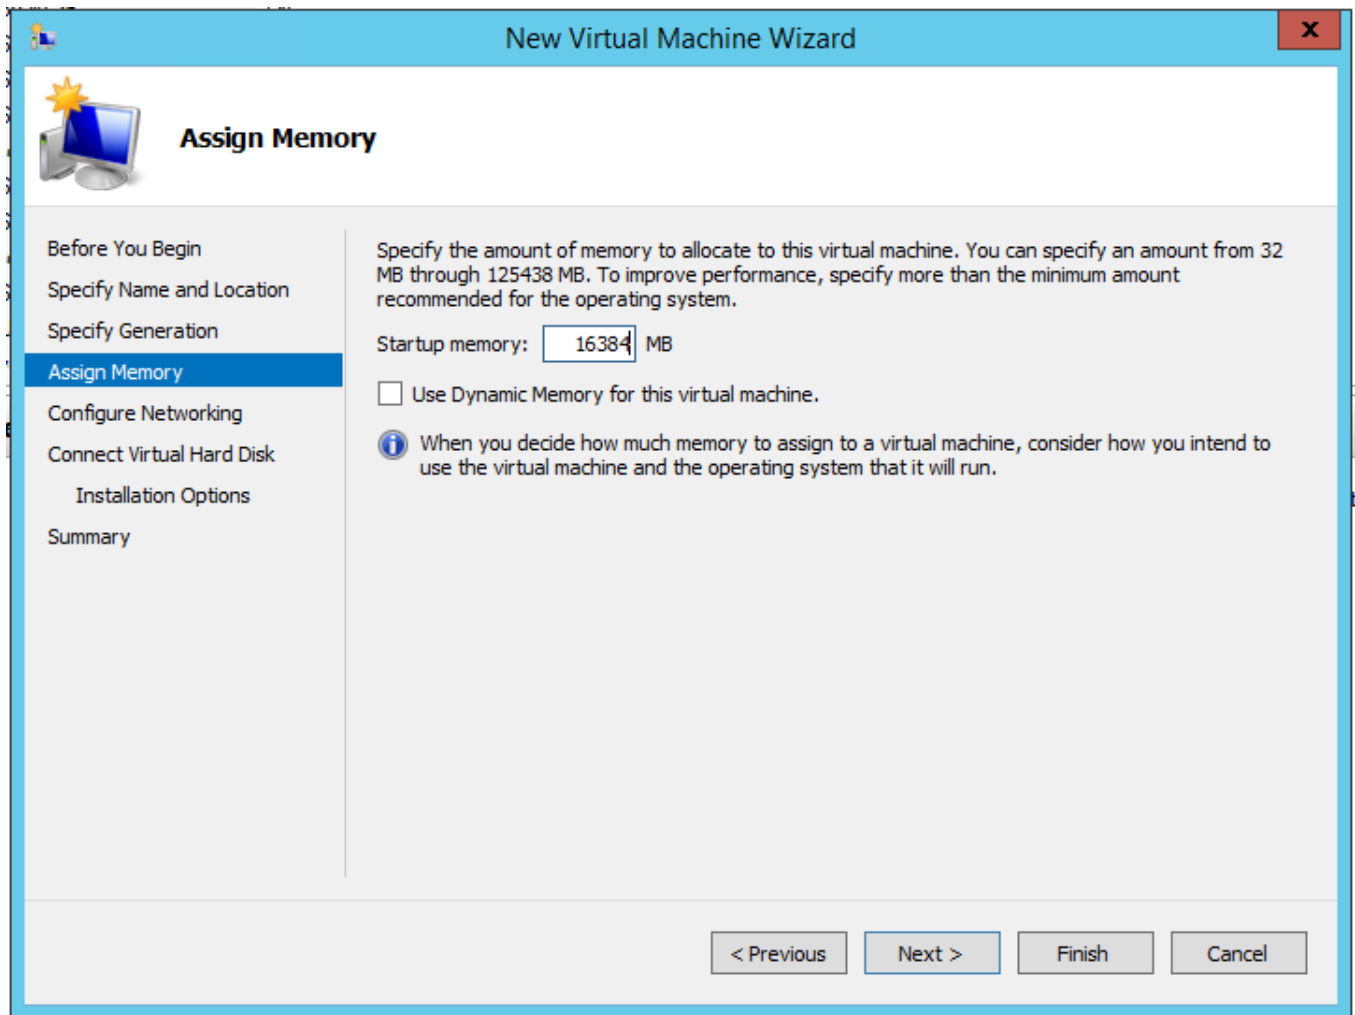 New Virtual Machine Wizard
x
Assign Memory
Before You Begin
Specify Name and Location
Specify Generation
Assign Memory
Configure Networking
Connect Virtual Hard Disk
Installation Options
Summary
Specify the amount of memory to allocate to this virtual machine. You can specify an amount from 32
MB through 125438 MB. To improve performance, specify more than the minimum amount
recommended for the operating system.
Startup memory: 16384 MB
Use Dynamic Memory for this virtual machine.
When you decide how much memory to assign to a virtual machine, consider how you intend to
use the virtual machine and the operating system that it will run.
< Previous
Next >
Finish
Cancel